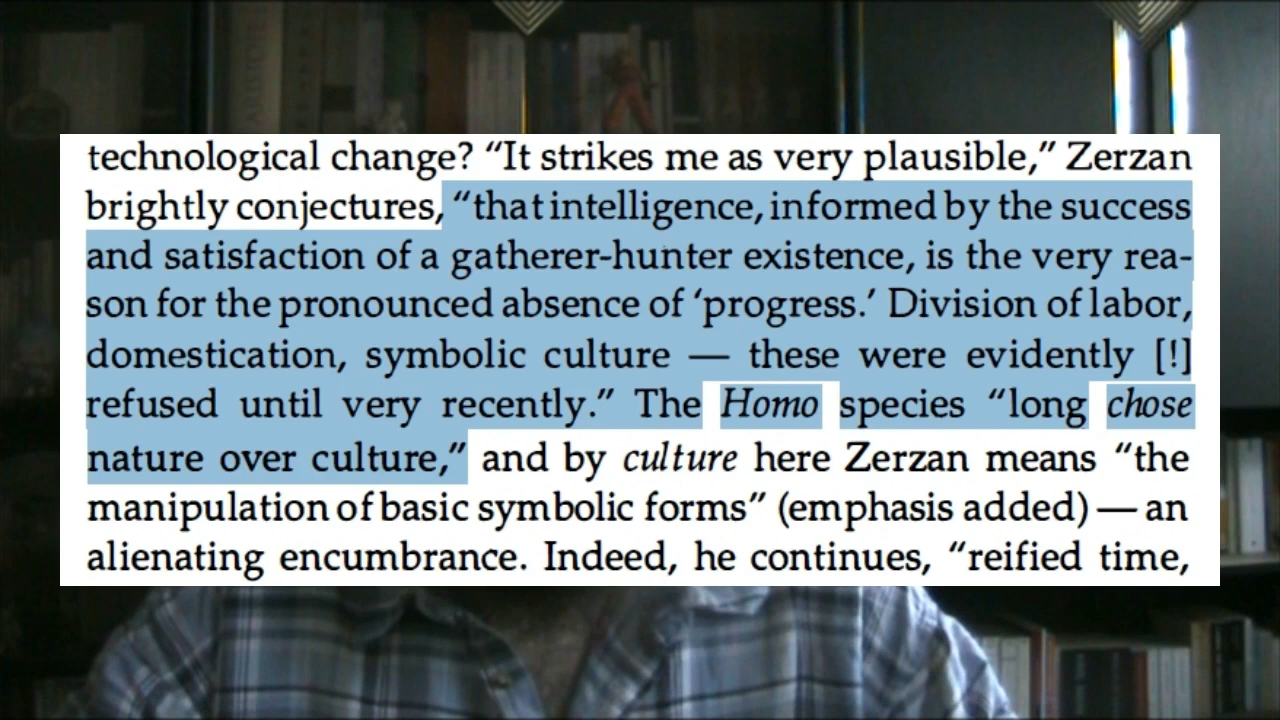 technological change? “It strikes me as very plausible,” Zerzan
brightly conjectures, “that intelligence, informed by the success
and satisfaction of a gatherer-hunter existence, is the very rea-
son for the pronounced absence of ‘progress.’ Division of labor,
domestication, symbolic culture — these were evidently [!]
refused until very recently.” The Homo species “long chose
nature over culture,” and by culture here Zerzan means “the
manipulation of basic symbolic forms” (emphasis added) — an
alienating encumbrance. Indeed, he continues, “reified time,